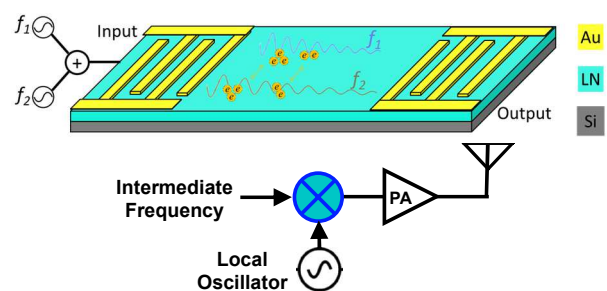 f1
Input
Au
+
f1
e e e e e
f2
f2
e e e e e e
LN
Output
Si
Intermediate
Frequency
PA
Local
Oscillator